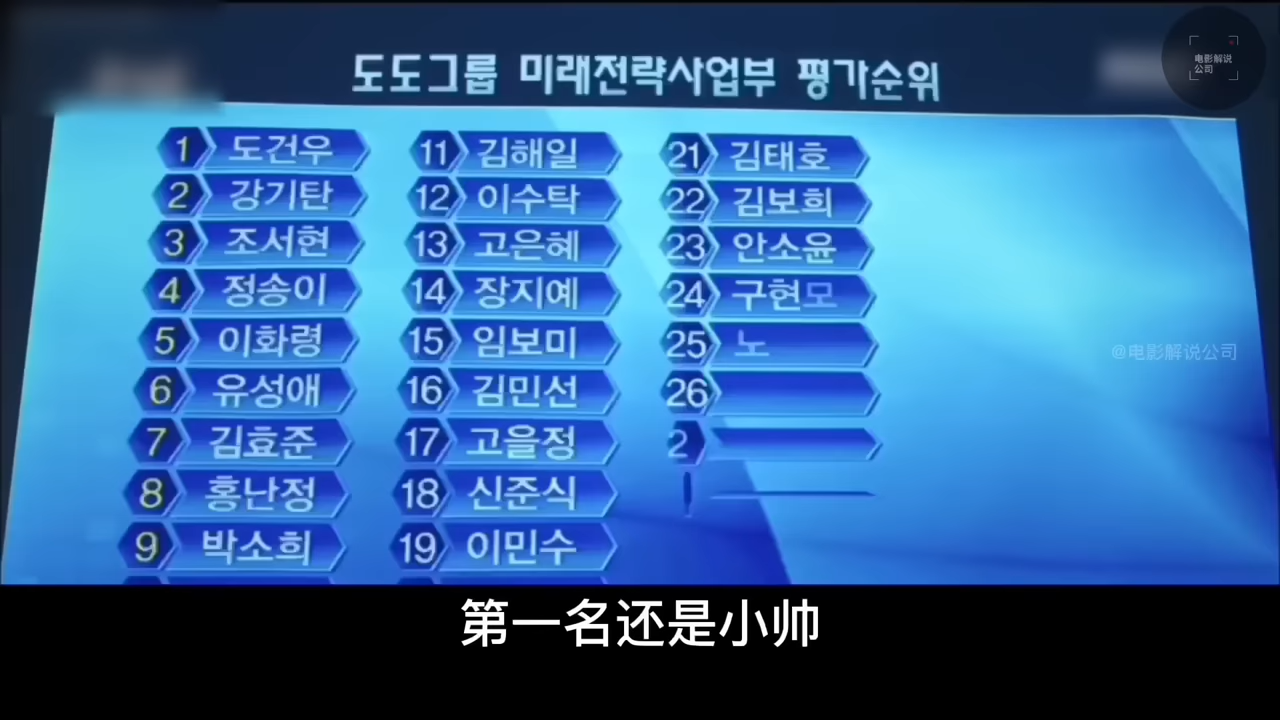 电影解说
公司
도도그룹 미래전략사업부 평가순위
1 도건우
2 강기탄
3 조서현
4 정송이
5 이화령
6 유성애
7 김효준
8 홍난정
9 박소희
11 김해일
12 이수탁
13 고은혜
14 장지예
15 임보미
16 김민선
17 고을정
18 신준식
19 이민수
21 김태호
22 김보희
23 안소윤
24 구현모
25 노
26
2
@电影解说公司
第一名还是小帅